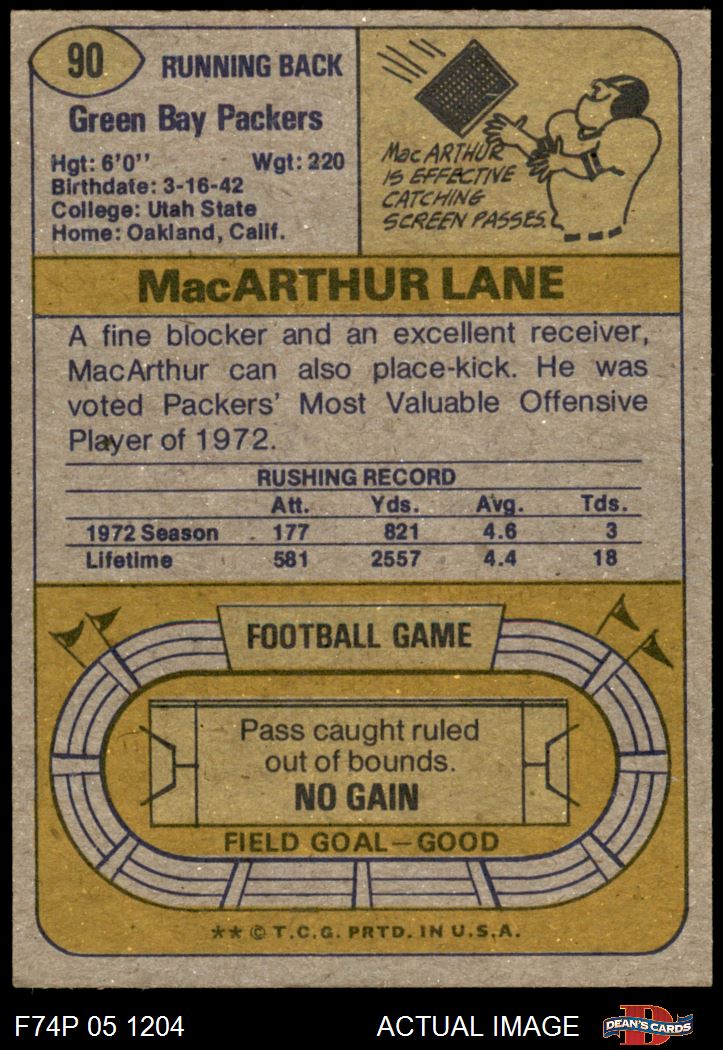 90
RUNNING BACK
Green Bay Packers
Hgt: 6'0" Wgt: 220
Birthdate: 3-16-42
College: Utah State
Home: Oakland, Calif.
MacARTHUR
IS EFFECTIVE
CATCHING
SCREEN PASSES.
MacARTHUR LANE
A fine blocker and an excellent receiver,
MacArthur can also place-kick. He was
voted Packers' Most Valuable Offensive
Player of 1972.
RUSHING RECORD
Att. Yds. Avg. Tds.
1972 Season 177 821 4.6 3
Lifetime 581 2557 4.4 18
FOOTBALL GAME
Pass caught ruled
out of bounds.
NO GAIN
FIELD GOAL—GOOD
** © T.C.G. PRTD. IN U.S.A.
F74P 05 1204 ACTUAL IMAGE
D
DEAN'S CARDS